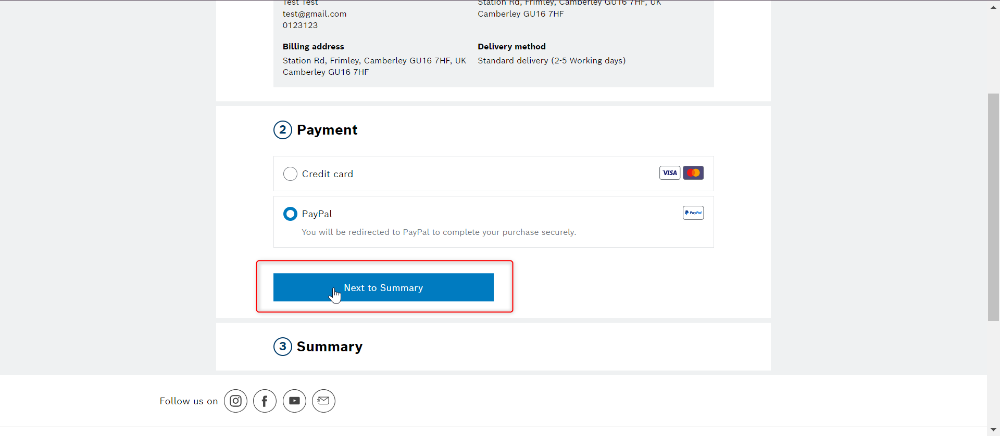 Test Test
test@gmail.com
0123123
Station Rd, Frimley, Camberley GU16 7HF, UK
Camberley GU16 7HF
Billing address
Station Rd, Frimley, Camberley GU16 7HF, UK
Camberley GU16 7HF
Delivery method
Standard delivery (2-5 Working days)
2 Payment
Credit card
VISA
PayPal
PayPal
You will be redirected to PayPal to complete your purchase securely.
Next to Summary
3 Summary
Follow us on